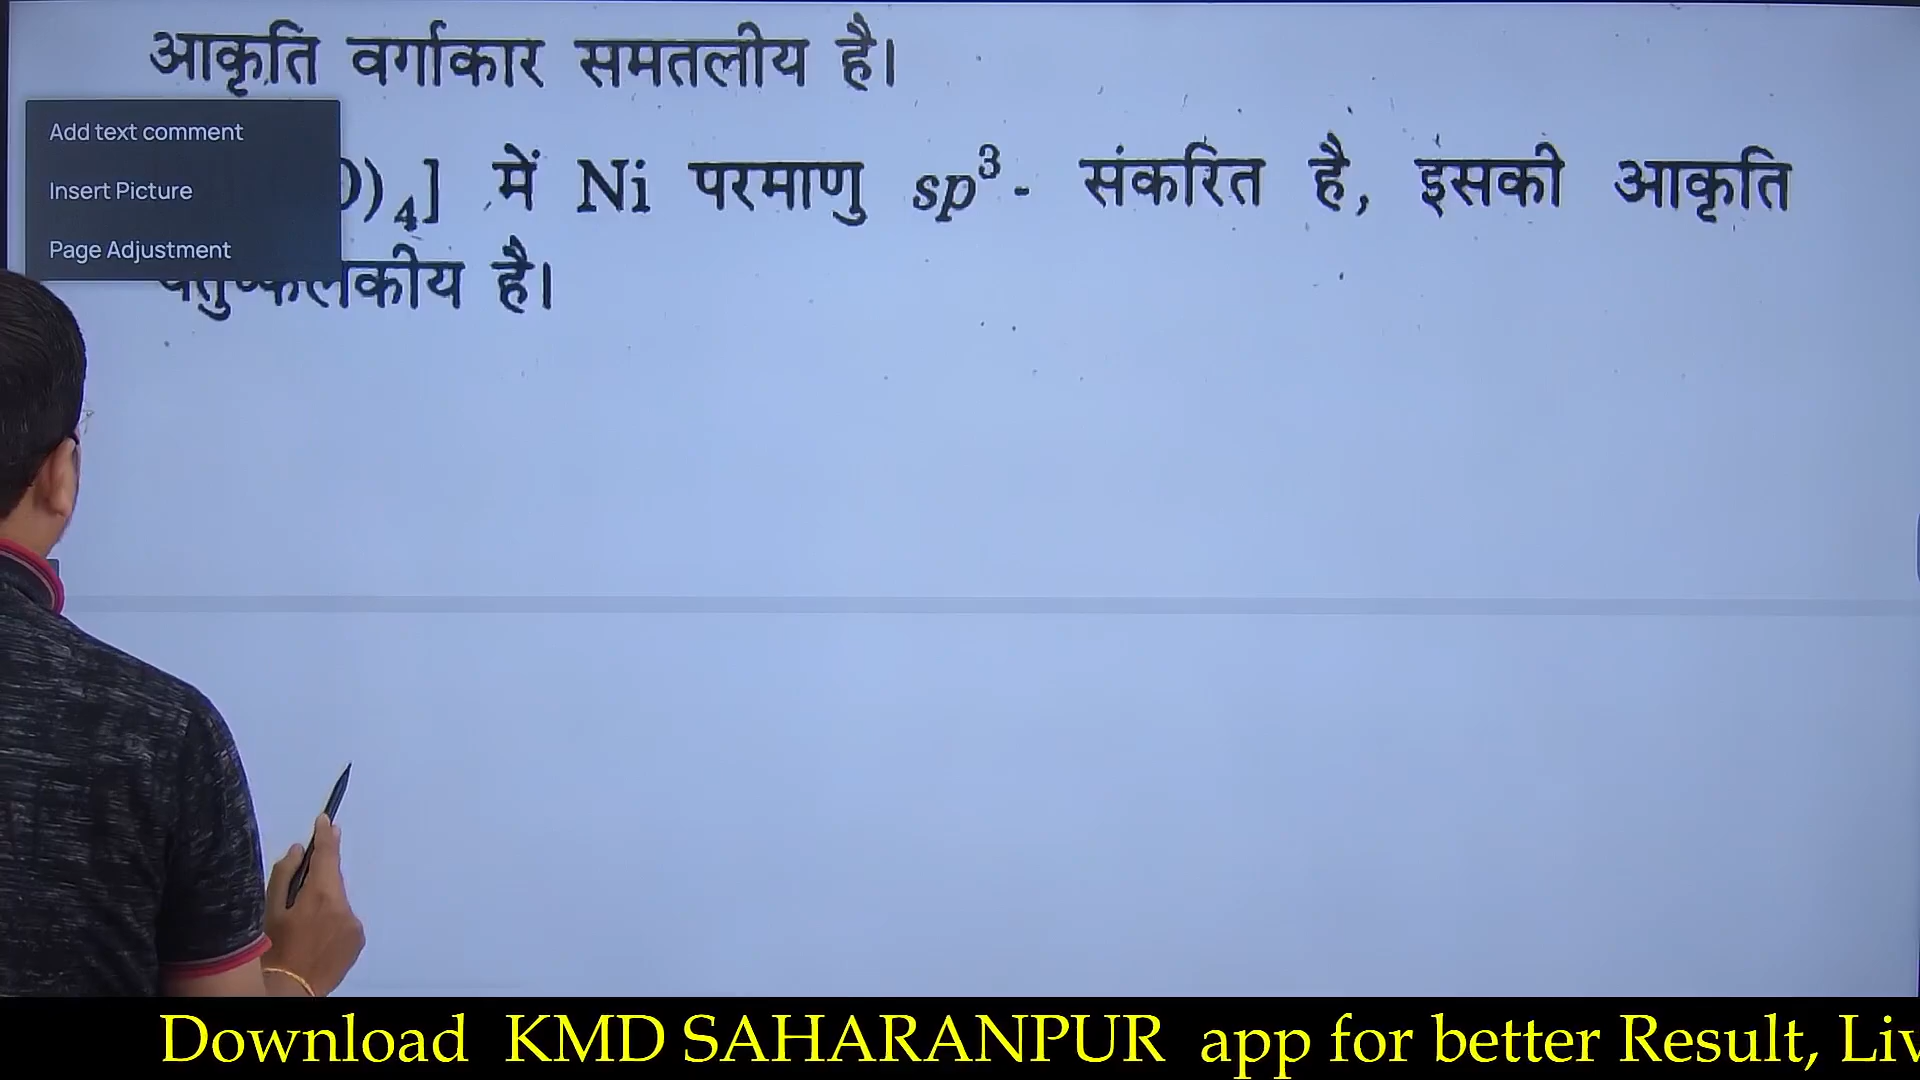 आकृति वर्गाकार समतलीय है।
Add text comment
Insert Picture
Page Adjustment
)₄] में Ni परमाणु sp³- संकरित है, इसकी आकृति
है।
Download KMD SAHARANPUR app for better Result, Liv